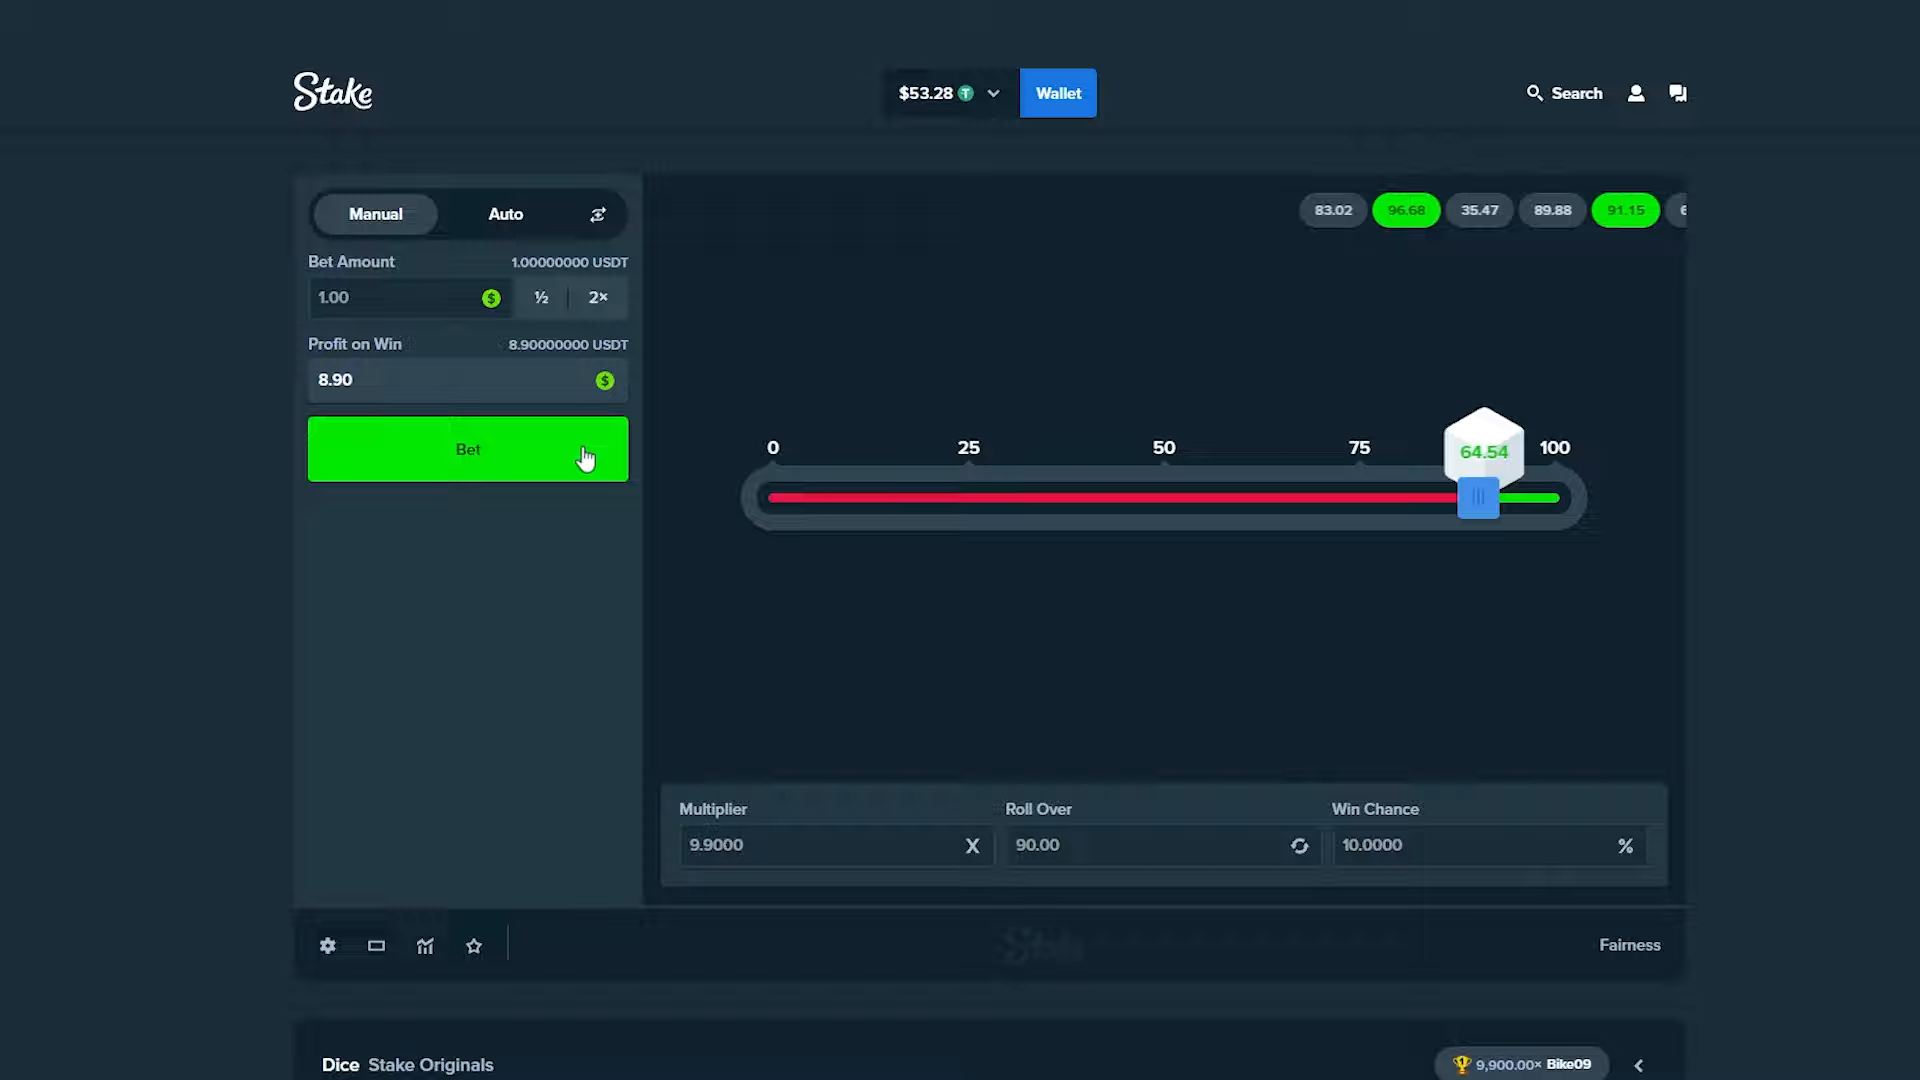 Stake
$53.28
Wallet
Search
Manual
Auto
83.02
96.68
35.47
89.88
91.15
Bet Amount
1.00000000 USDT
1.00
½
2×
Profit on Win
8.90000000 USDT
8.90
Bet
0
25
50
75
100
64.54
Multiplier
Roll Over
Win Chance
9.9000
X
90.00
10.0000
%
Stake
Fairness
Dice Stake Originals
9,900.00× Bike09